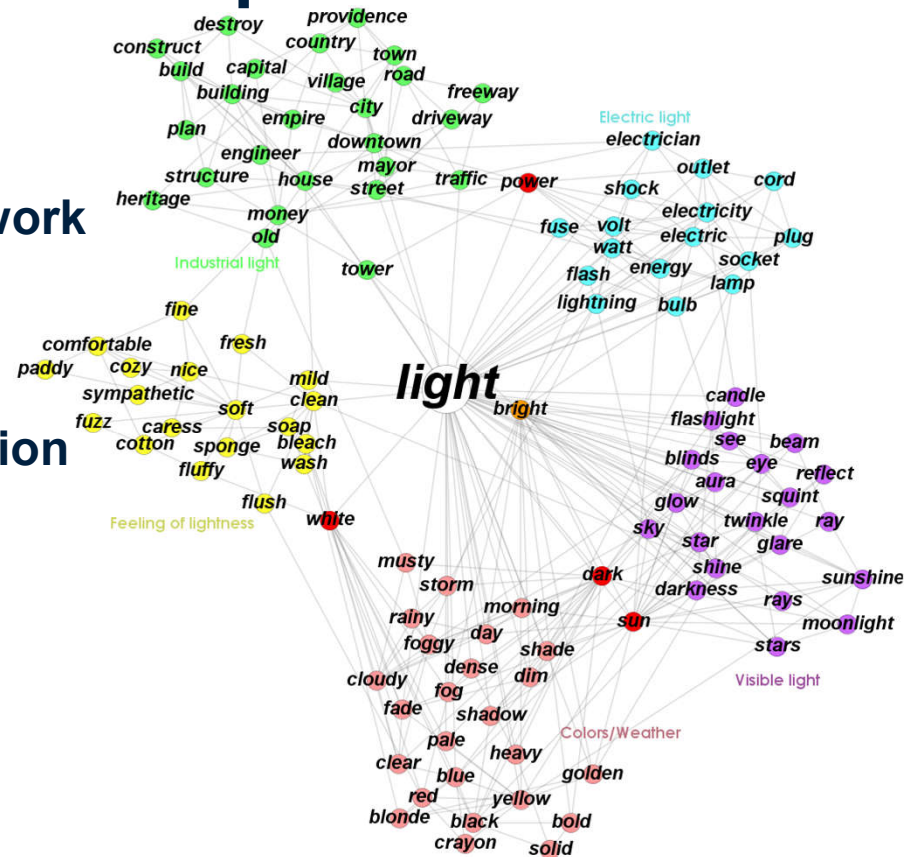 work
ion
destroy
providence
construct
country
town
build
capital
village
road
building
freeway
city
empire
driveway
plan
downtown
engineer
mayor
structure
house
street
traffic
power
heritage
money
old
Industrial light
tower
Electric light
electrician
outlet
cord
shock
electricity
fuse
volt
electric
plug
watt
socket
flash
energy
lamp
lightning
bulb
fine
comfortable
fresh
paddy
cozy
nice
mild
sympathetic
clean
soft
fuzz
caress
soap
cotton
sponge
bleach
fluffy
wash
flush
Feeling of lightness
white
light
bright
candle
flashlight
see
beam
blinds
eye
reflect
aura
squint
glow
twinkle
ray
sky
star
glare
shine
sunshine
darkness
rays
moonlight
stars
Visible light
dark
sun
musty
storm
morning
rainy
day
foggy
shade
dense
dim
cloudy
fog
fade
shadow
pale
heavy
Colors/Weather
clear
blue
golden
red
yellow
blonde
black
bold
crayon
solid